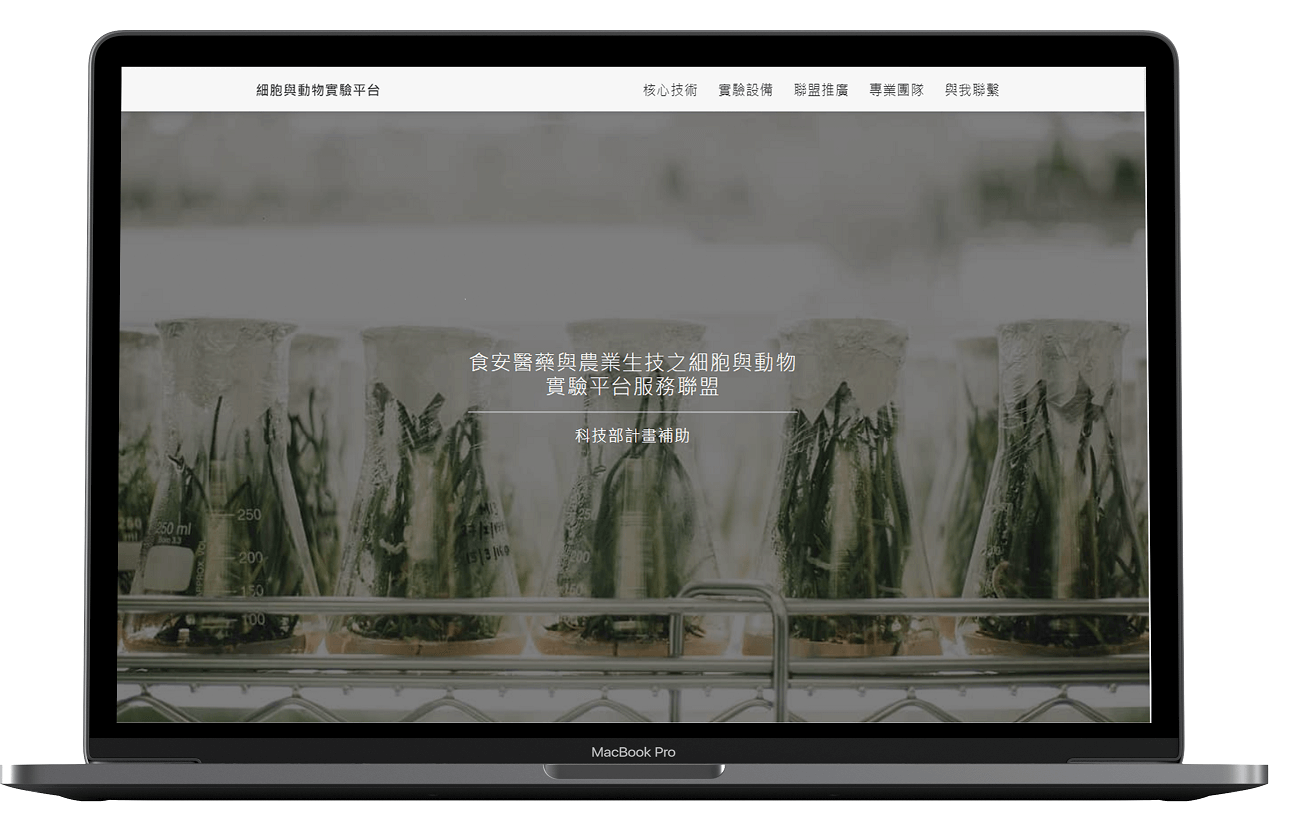 細胞與動物實驗平台
核心技術 實驗設備 聯盟推廣 專業團隊 與我聯繫
食安醫藥與農業生技之細胞與動物
實驗平台服務聯盟
科技部計畫補助
250 ml
250
200
150
100
200
MacBook Pro